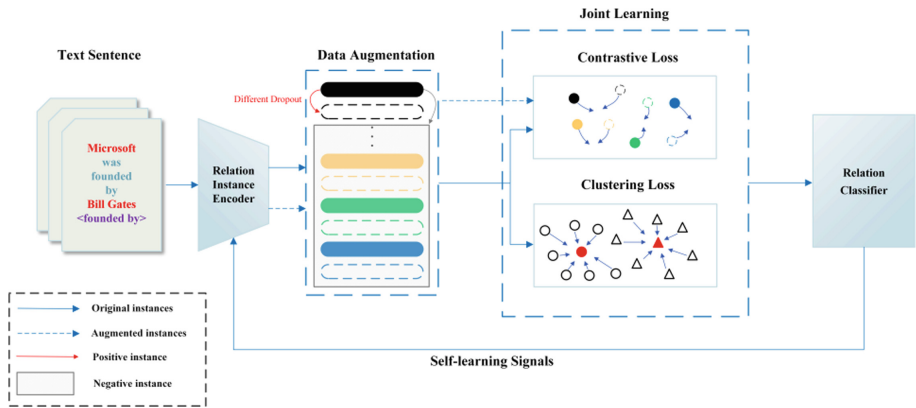 Joint Learning
Text Sentence
Data Augmentation
Contrastive Loss
Different Dropout
Microsoft
was
founded
by
Bill Gates
<founded by>
Relation
Instance
Encoder
Clustering Loss
Relation
Classifier
Original instances
Augmented instances
Positive instance
Negative instance
Self-learning Signals